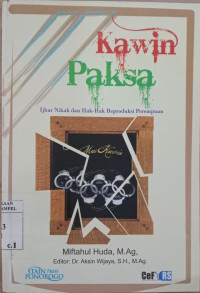 Kawin
Paksa
Ijbar Nikah dan Hak-Hak Reproduksi Perempuan
Miftahul Huda, M.Ag,
Editor: Dr. Aksin Wijaya, S.H., M.Ag.
3
c.1
STAIN PRESS
PONOROGO